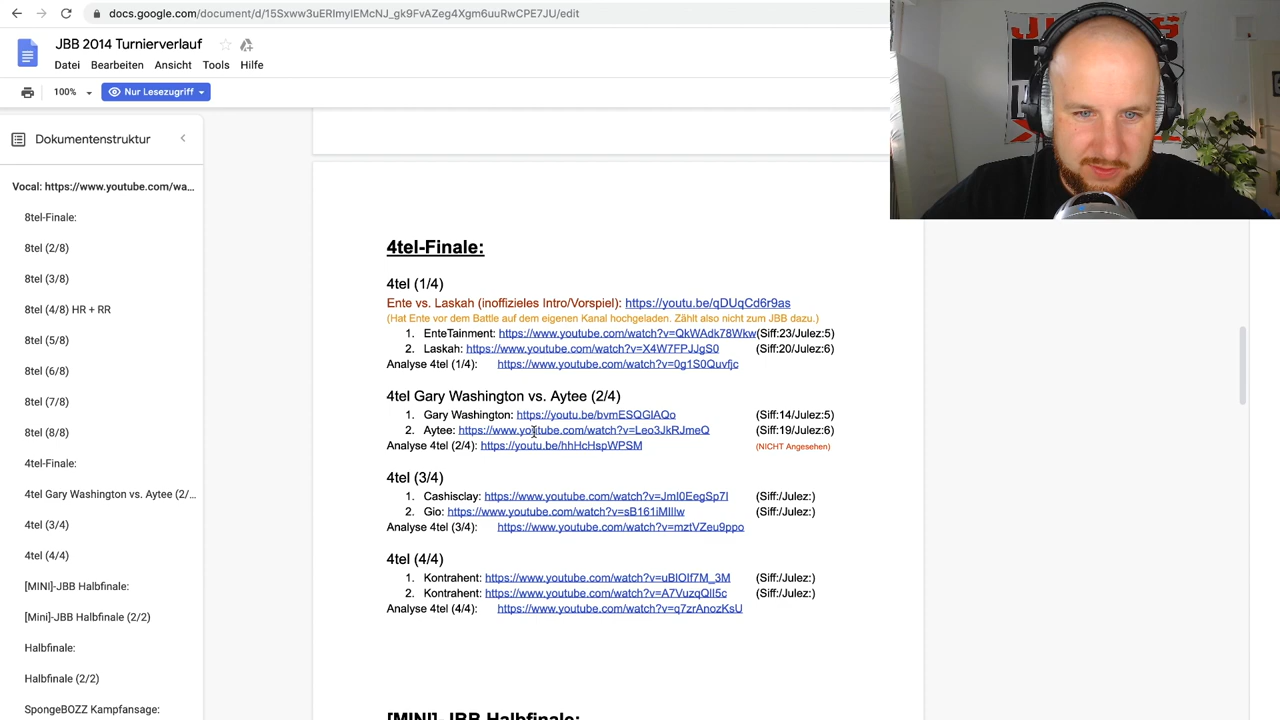 docs.google.com/document/d/15Sxww3uERImylEMcNJ_gk9FvAZeg4Xgm6uuRwCPE7JU/edit
JBB 2014 Turnierverlauf
Datei Bearbeiten Ansicht Tools Hilfe
100% Nur Lesezugriff
Dokumentenstruktur
Vocal: https://www.youtube.com/wa...
8tel-Finale:
8tel (2/8)
8tel (3/8)
8tel (4/8) HR + RR
8tel (5/8)
8tel (6/8)
8tel (7/8)
8tel (8/8)
4tel-Finale:
4tel Gary Washington vs. Aytee (2/...
4tel (3/4)
4tel (4/4)
[MINI]-JBB Halbfinale:
[Mini]-JBB Halbfinale (2/2)
Halbfinale:
Halbfinale (2/2)
SpongeBOZZ Kampfansage:
4tel-Finale:
4tel (1/4)
Ente vs. Laskah (inoffizieles Intro/Vorspiel): https://youtu.be/qDUqCd6r9as
(Hat Ente vor dem Battle auf dem eigenen Kanal hochgeladen. Zählt also nicht zum JBB dazu.)
1. EnteTainment: https://www.youtube.com/watch?v=QkWAdk78Wkw(Siff:23/Julez:5)
2. Laskah: https://www.youtube.com/watch?v=X4W7FPJJgS0 (Siff:20/Julez:6)
Analyse 4tel (1/4): https://www.youtube.com/watch?v=0g1S0Quvfjc
4tel Gary Washington vs. Aytee (2/4)
1. Gary Washington: https://youtu.be/bvmESQGlAQo (Siff:14/Julez:5)
2. Aytee: https://www.youtube.com/watch?v=Leo3JkRJmeQ (Siff:19/Julez:6)
Analyse 4tel (2/4): https://youtu.be/hhHcHspWPSM (NICHT Angesehen)
4tel (3/4)
1. Cashisclay: https://www.youtube.com/watch?v=JmI0EegSp7I (Siff:/Julez:)
2. Gio: https://www.youtube.com/watch?v=sB161iMIllw (Siff:/Julez:)
Analyse 4tel (3/4): https://www.youtube.com/watch?v=mztVZeu9ppo
4tel (4/4)
1. Kontrahent: https://www.youtube.com/watch?v=uBIOIf7M_3M (Siff:/Julez:)
2. Kontrahent: https://www.youtube.com/watch?v=A7VuzqQlI5c (Siff:/Julez:)
Analyse 4tel (4/4): https://www.youtube.com/watch?v=q7zrAnozKsU
[MINI]-JBB Halbfinale: